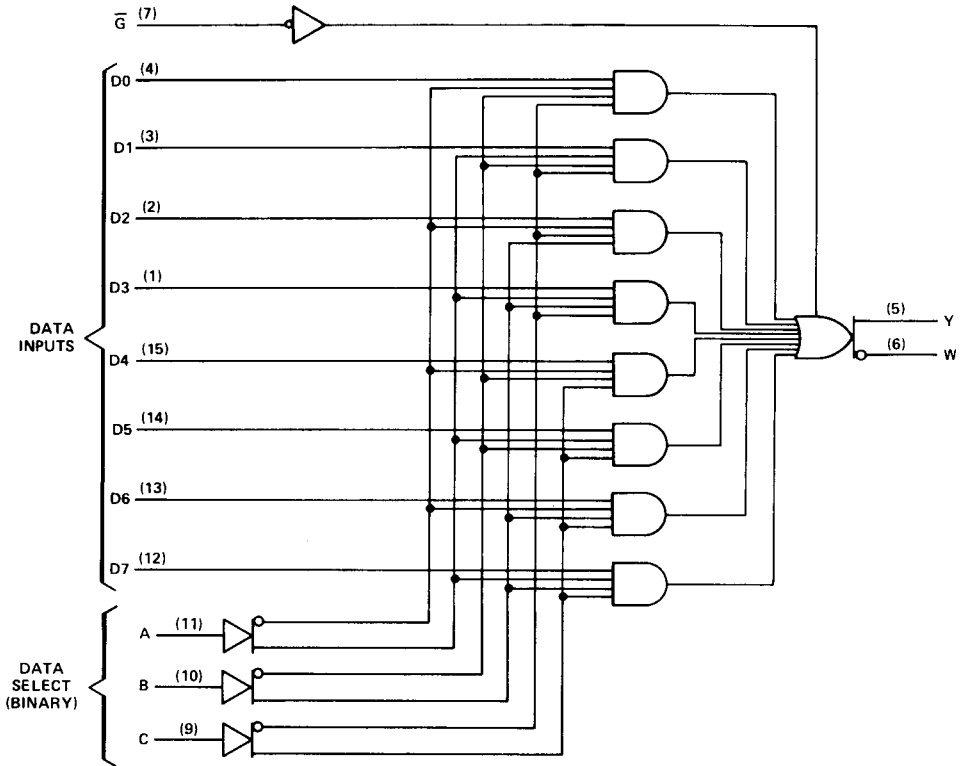 G̅ (7)
D0 (4)
D1 (3)
D2 (2)
D3 (1)
DATA
INPUTS
(5) Y
(6) W
D4 (15)
D5 (14)
D6 (13)
D7 (12)
A (11)
DATA
SELECT
(BINARY)
B (10)
C (9)